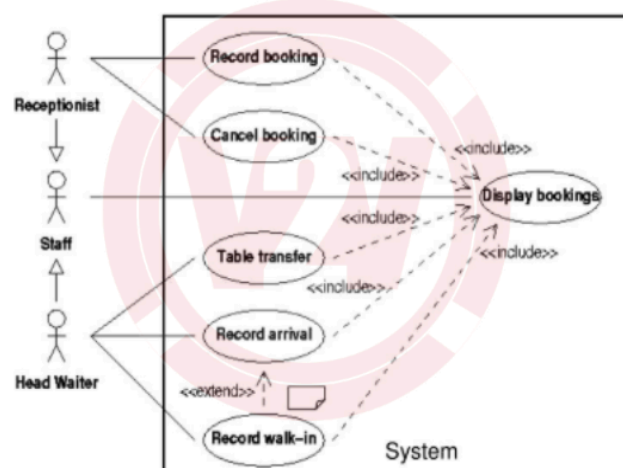 Record booking
Receptionist
Cancel booking
<<include>>
<<include>>
Display bookings
<<include>>
Staff
<<include>>
Table transfer
<<include>>
Record arrival
Head Waiter
<<extend>>
Record walk-in
System
V2V